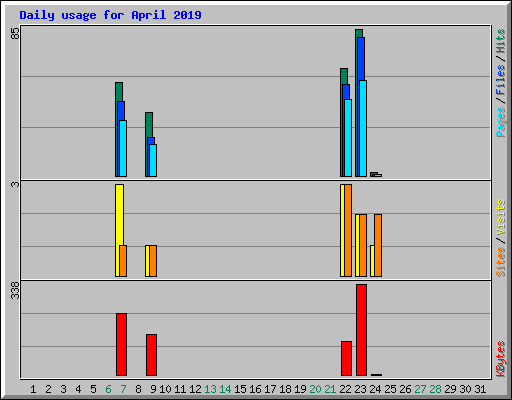 Daily usage for April 2019
85
Pages / Files / Hits
3
Sites / Visits
338
KBytes
1 2 3 4 5 6 7 8 9 10 11 12 13 14 15 16 17 18 19 20 21 22 23 24 25 26 27 28 29 30 31